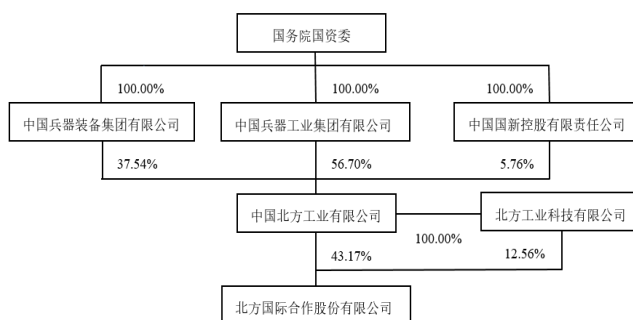 国务院国资委
100.00%
100.00%
100.00%
中国兵器装备集团有限公司
中国兵器工业集团有限公司
中国国新控股有限责任公司
37.54%
56.70%
5.76%
中国北方工业有限公司
北方工业科技有限公司
100.00%
43.17%
12.56%
北方国际合作股份有限公司